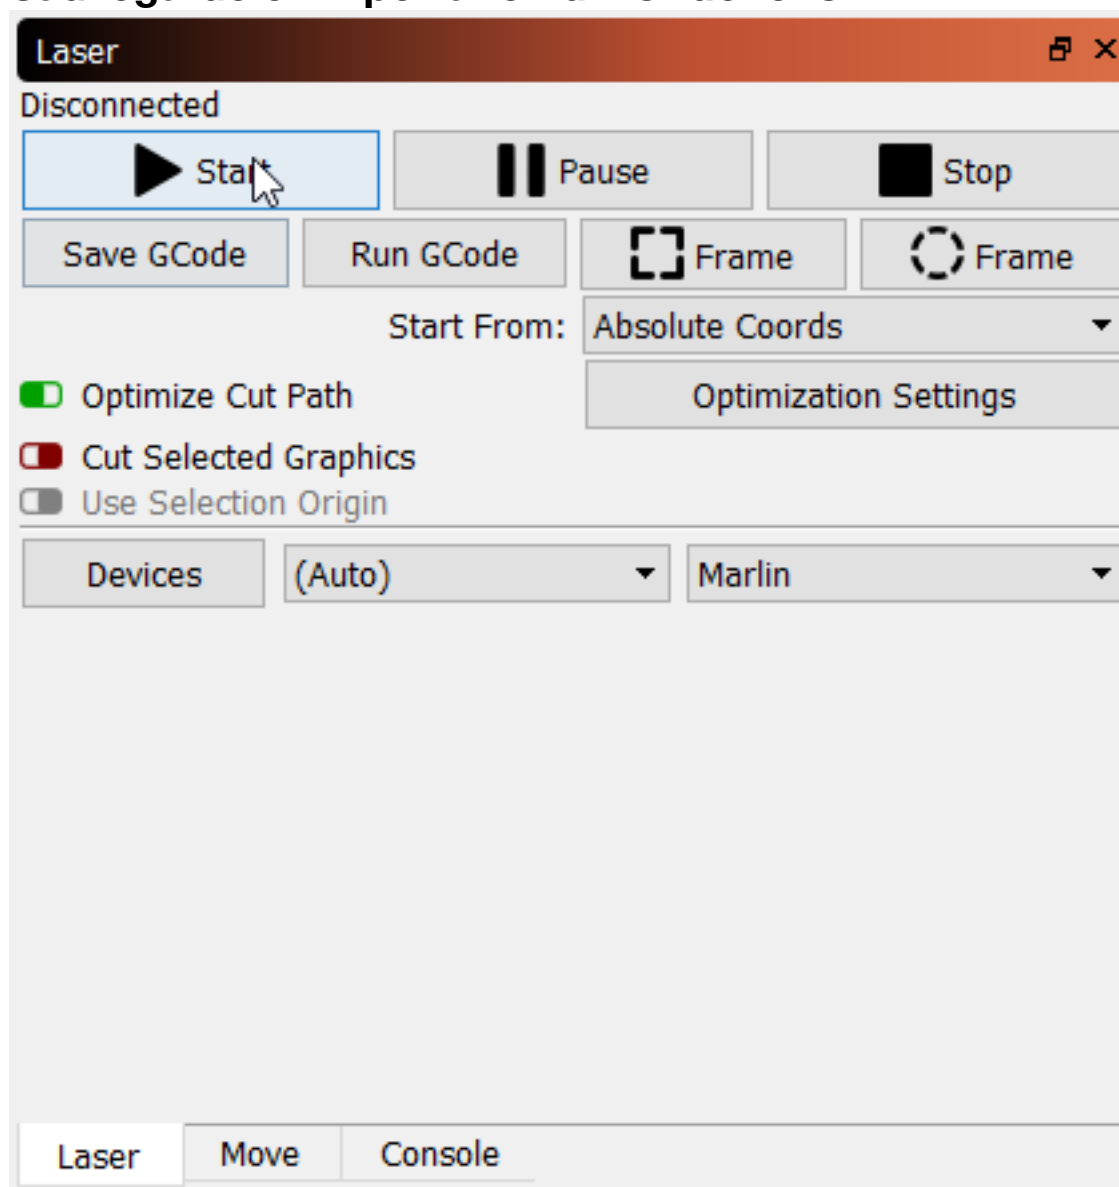 Laser
Disconnected
Start Pause Stop
Save GCode Run GCode Frame Frame
Start From: Absolute Coords
Optimize Cut Path Optimization Settings
Cut Selected Graphics
Use Selection Origin
Devices (Auto) Marlin
Laser Move Console